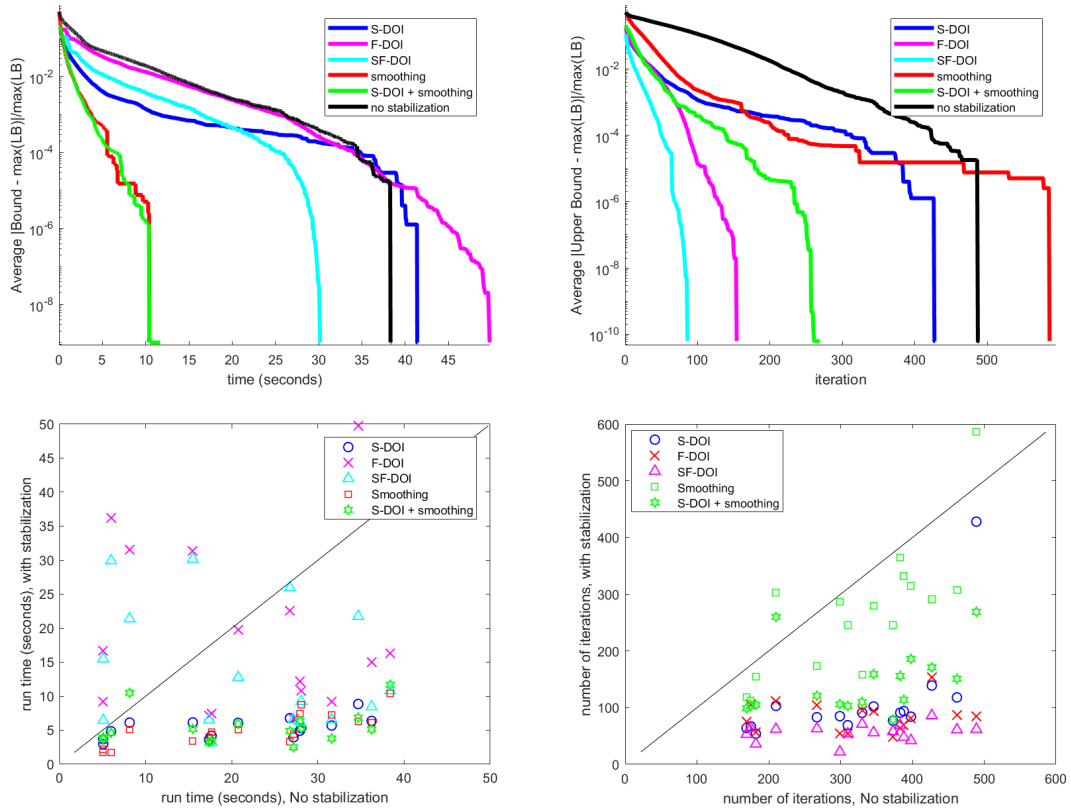 Average |Bound - max(LB)|/max(LB)
10^-2
10^-4
10^-6
10^-8
0
5
10
15
20
25
30
35
40
45
time (seconds)
S-DOI
F-DOI
SF-DOI
smoothing
S-DOI + smoothing
no stabilization
Average |Upper Bound - max(LB)|/max(LB)
10^-2
10^-4
10^-6
10^-8
10^-10
0
100
200
300
400
500
iteration
S-DOI
F-DOI
SF-DOI
smoothing
S-DOI + smoothing
no stabilization
run time (seconds), with stabilization
50
45
40
35
30
25
20
15
10
5
0
0
10
20
30
40
50
run time (seconds), No stabilization
S-DOI
F-DOI
SF-DOI
Smoothing
S-DOI + smoothing
number of iterations, with stabilization
600
500
400
300
200
100
0
0
100
200
300
400
500
600
number of iterations, No stabilization
S-DOI
F-DOI
SF-DOI
Smoothing
S-DOI + smoothing